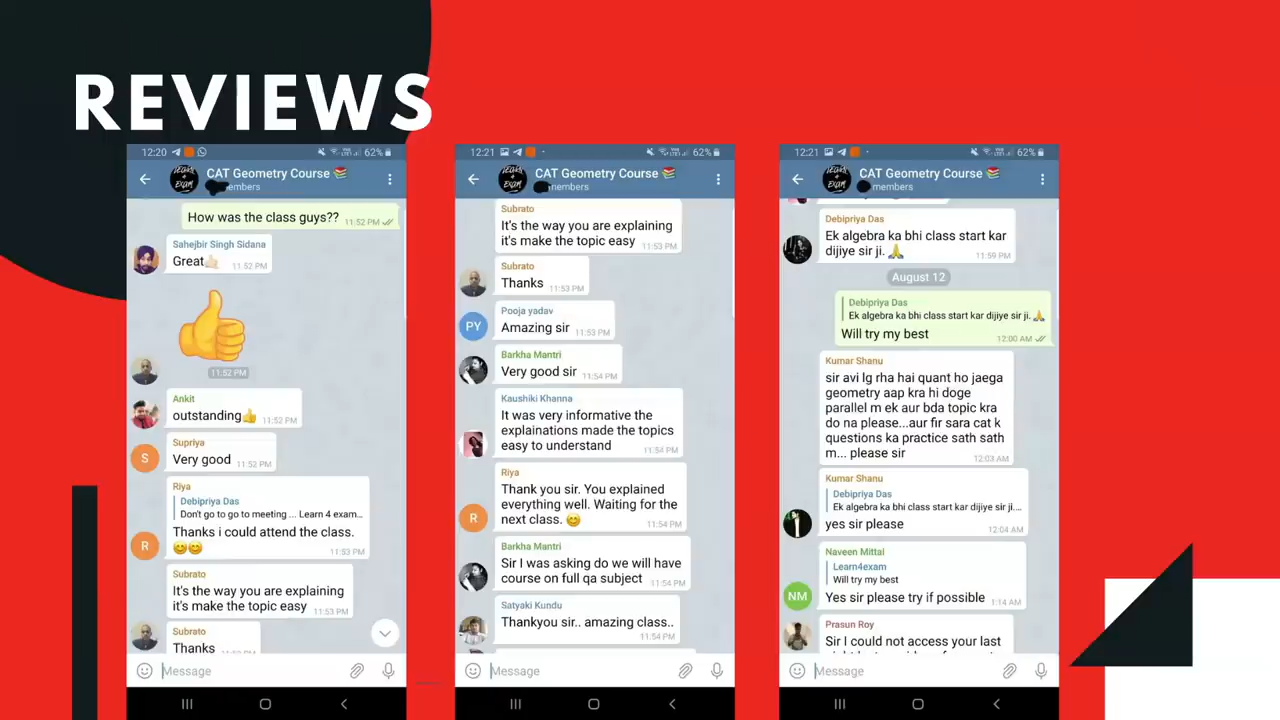 REVIEWS
12:20
62%
CAT Geometry Course
embers
How was the class guys??
11:52 PM
Sahejbir Singh Sidana
Great
11:52 PM
11:52 PM
Ankit
outstanding
11:52 PM
S
Supriya
Very good
11:52 PM
Riya
Debipriya Das
Don't go to go to meeting ... Learn 4 exam...
Thanks i could attend the class.
R
11:53 PM
Subrato
It's the way you are explaining
it's make the topic easy
11:53 PM
Subrato
Thanks
Message
12:21
62%
CAT Geometry Course
embers
Subrato
It's the way you are explaining
it's make the topic easy
11:53 PM
Subrato
Thanks
11:53 PM
PY
Pooja yadav
Amazing sir
11:53 PM
Barkha Mantri
Very good sir
11:54 PM
Kaushiki Khanna
It was very informative the
explainations made the topics
easy to understand
11:54 PM
Riya
Thank you sir. You explained
everything well. Waiting for the
next class.
R
11:54 PM
Barkha Mantri
Sir I was asking do we will have
course on full qa subject
11:54 PM
Satyaki Kundu
Thankyou sir.. amazing class..
11:54 PM
Message
12:21
62%
CAT Geometry Course
members
Debipriya Das
Ek algebra ka bhi class start kar
dijiye sir ji.
11:59 PM
August 12
Debipriya Das
Ek algebra ka bhi class start kar dijiye sir ji.
Will try my best
12:00 AM
Kumar Shanu
sir avi lg rha hai quant ho jaega
geometry aap kra hi doge
parallel m ek aur bda topic kra
do na please...aur fir sara cat k
questions ka practice sath sath
m... please sir
12:03 AM
Kumar Shanu
Debipriya Das
Ek algebra ka bhi class start kar dijiye sir ji....
yes sir please
12:04 AM
Naveen Mittal
Learn4exam
Will try my best
NM
Yes sir please try if possible
1:14 AM
Prasun Roy
Sir I could not access your last
Message